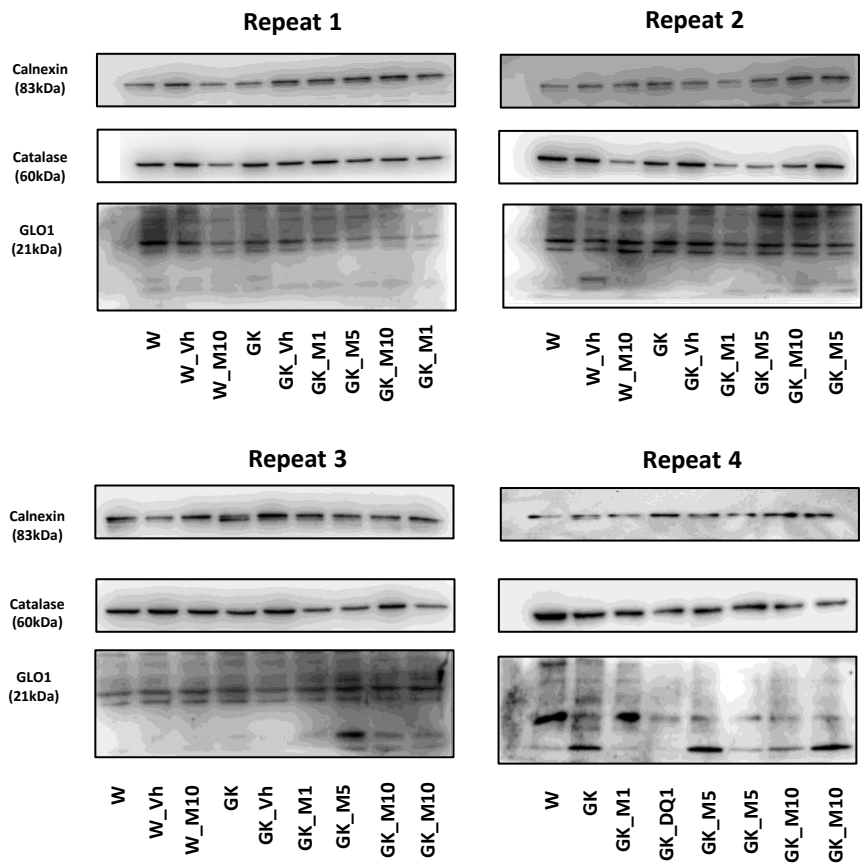 Repeat 1
Repeat 2
Calnexin
(83kDa)
Catalase
(60kDa)
GLO1
(21kDa)
W
W_Vh
W_M10
GK
GK_Vh
GK_M1
GK_M5
GK_M10
GK_M1
W
W_Vh
W_M10
GK
GK_Vh
GK_M1
GK_M5
GK_M10
GK_M5
Repeat 3
Repeat 4
Calnexin
(83kDa)
Catalase
(60kDa)
GLO1
(21kDa)
W
W_Vh
W_M10
GK
GK_Vh
GK_M1
GK_M5
GK_M10
GK_M10
W
GK
GK_M1
GK_DQ1
GK_M5
GK_M5
GK_M10
GK_M10